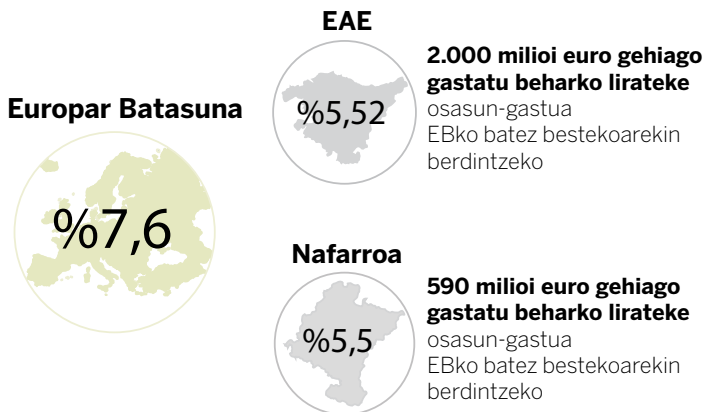 Europar Batasuna
%7,6
EAE
%5,52
2.000 milioi euro gehiago
gastatu beharko lirateke
osasun-gastua
EBko batez bestekoarekin
berdintzeko
Nafarroa
%5,5
590 milioi euro gehiago
gastatu beharko lirateke
osasun-gastua
EBko batez bestekoarekin
berdintzeko